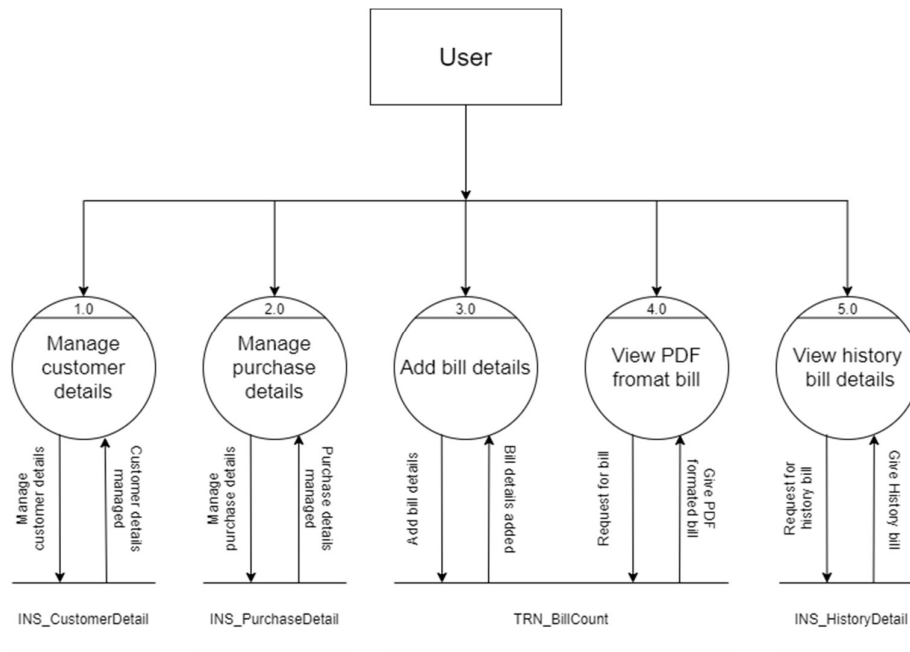 User
1.0
Manage
customer
details
2.0
Manage
purchase
details
3.0
Add bill details
4.0
View PDF
fromat bill
5.0
View history
bill details
Manage
customer details
Customer details
managed
Manage
purchase details
Purchase details
managed
Add bill details
Bill details added
Request for bill
Give PDF
formated bill
Request for
history bill
Give History
bill
INS_CustomerDetail
INS_PurchaseDetail
TRN_BillCount
INS_HistoryDetail